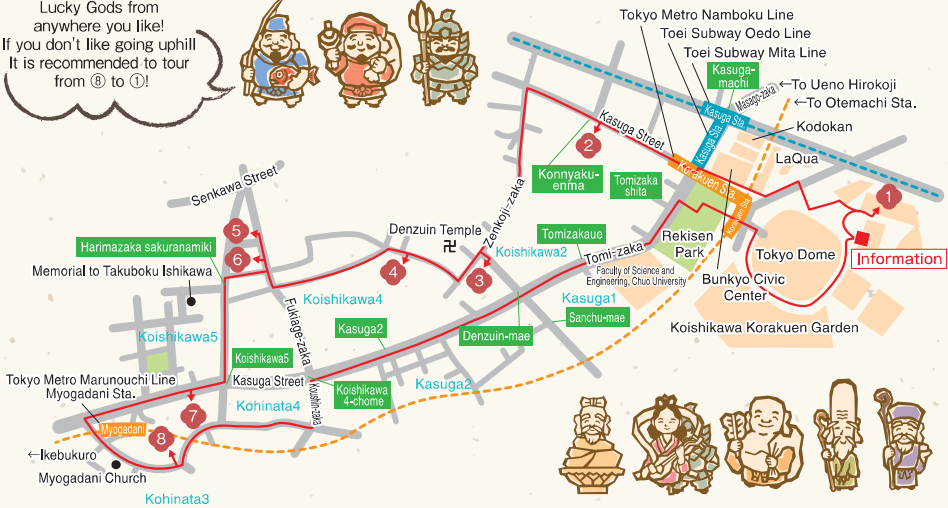 Lucky Gods from
anywhere you like!
If you don't like going uphill
It is recommended to tour
from ⑧ to ①!
Tokyo Metro Namboku Line
Toei Subway Oedo Line
Toei Subway Mita Line
Kasuga-
machi
Masago-zaka
←To Ueno Hirokoji
←To Otemachi Sta.
Kasuga Sta.
Kasuga Sta.
Kodokan
LaQua
Kasuga Street
2
Konnyaku-
enma
Tomizaka
shita
Korakuen Sta.
Korakuen Sta.
1
Information
Senkawa Street
5
6
Harimazaka sakuranamiki
Memorial to Takuboku Ishikawa
Denzuin Temple
卍
Zenkoji-zaka
Koishikawa2
4
3
Tomizakaue
Tomi-zaka
Rekisen
Park
Tokyo Dome
Faculty of Science and
Engineering, Chuo University
Bunkyo Civic
Center
Koishikawa4
Fukiage-zaka
Kasuga1
Koishikawa5
Kasuga2
Denzuin-mae
Sanchu-mae
Koishikawa Korakuen Garden
Koishikawa5
Kasuga Street
Koishikawa
4-chome
Koushin-zaka
Kasuga2
Tokyo Metro Marunouchi Line
Myogadani Sta.
7
Kohinata4
Myogadani
8
←Ikebukuro
Myogadani Church
Kohinata3